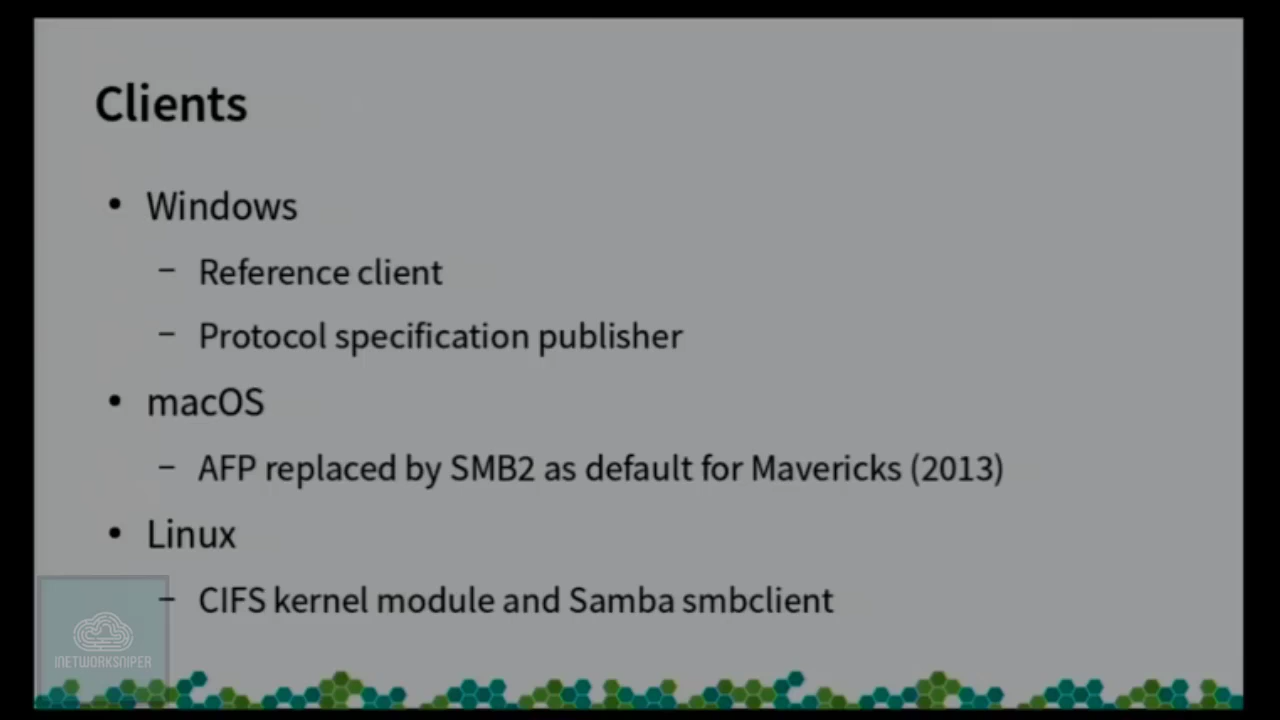 Clients
• Windows
– Reference client
– Protocol specification publisher
• macOS
– AFP replaced by SMB2 as default for Mavericks (2013)
• Linux
– CIFS kernel module and Samba smbclient
INETWORKSNIPER